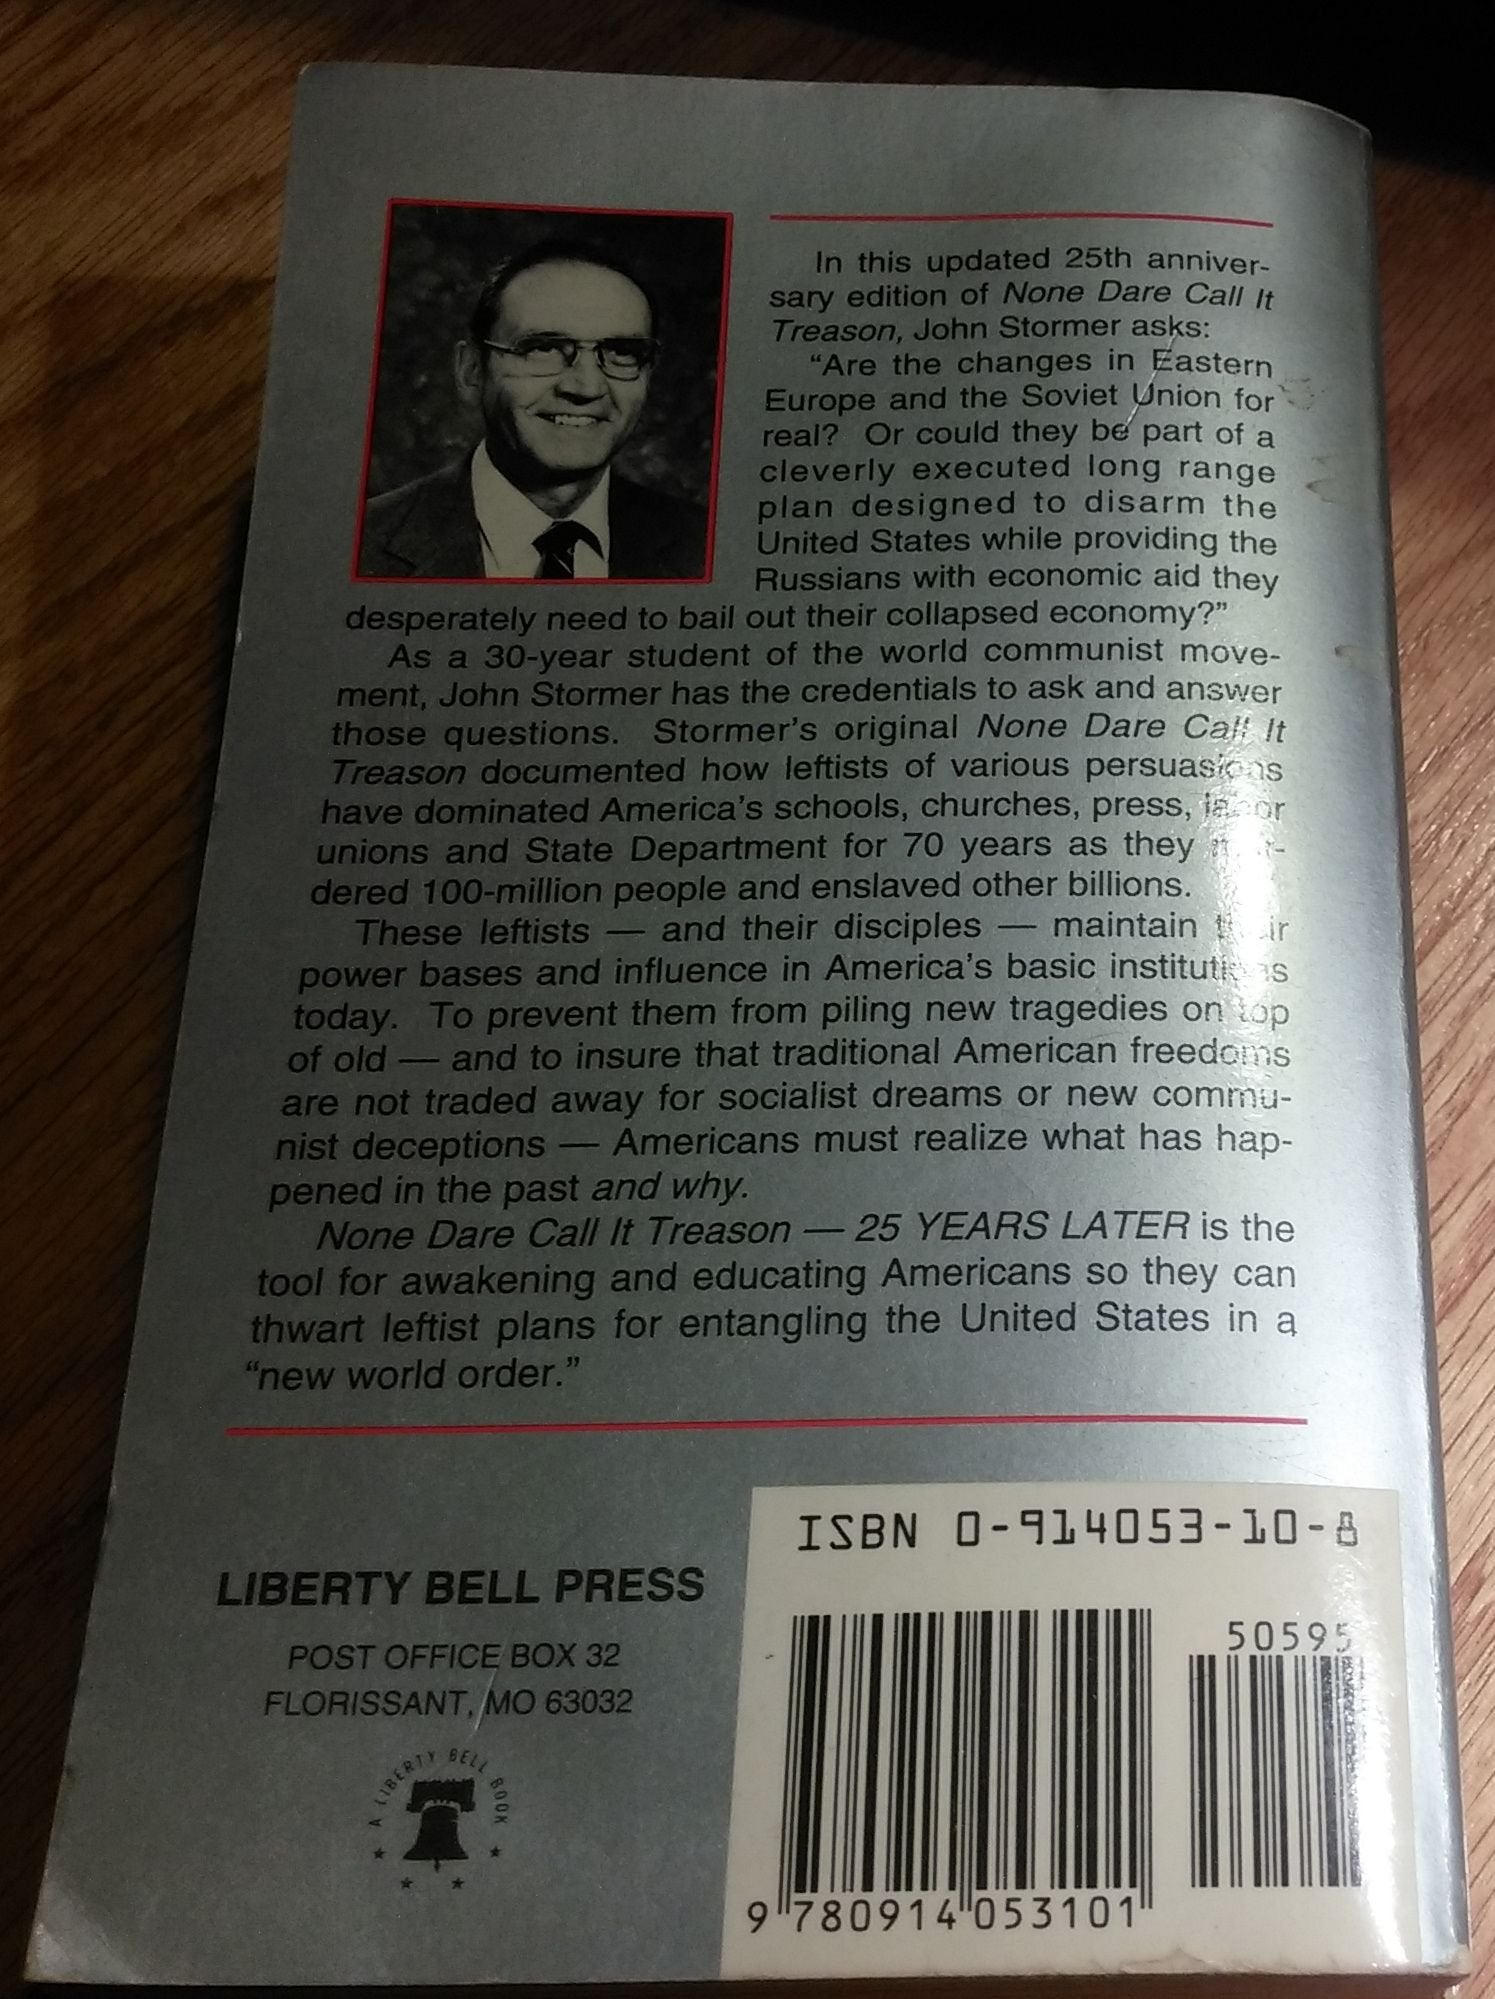 In this updated 25th anniver-
sary edition of None Dare Call It
Treason, John Stormer asks:
“Are the changes in Eastern
Europe and the Soviet Union for
real? Or could they be part of a
cleverly executed long range
plan designed to disarm the
United States while providing the
Russians with economic aid they
desperately need to bail out their collapsed economy?”
As a 30-year student of the world communist move-
ment, John Stormer has the credentials to ask and answer
those questions. Stormer’s original None Dare Call It
Treason documented how leftists of various persuasions
have dominated America’s schools, churches, press, labor
unions and State Department for 70 years as they mur-
dered 100-million people and enslaved other billions.
These leftists — and their disciples — maintain their
power bases and influence in America’s basic institutions
today. To prevent them from piling new tragedies on top
of old — and to insure that traditional American freedoms
are not traded away for socialist dreams or new commu-
nist deceptions — Americans must realize what has hap-
pened in the past and why.
None Dare Call It Treason — 25 YEARS LATER is the
tool for awakening and educating Americans so they can
thwart leftist plans for entangling the United States in a
“new world order.”
LIBERTY BELL PRESS
POST OFFICE BOX 32
FLORISSANT, MO 63032
A LIBERTY BELL BOOK
ISBN 0-914053-10-8
50595
9 780914 053101